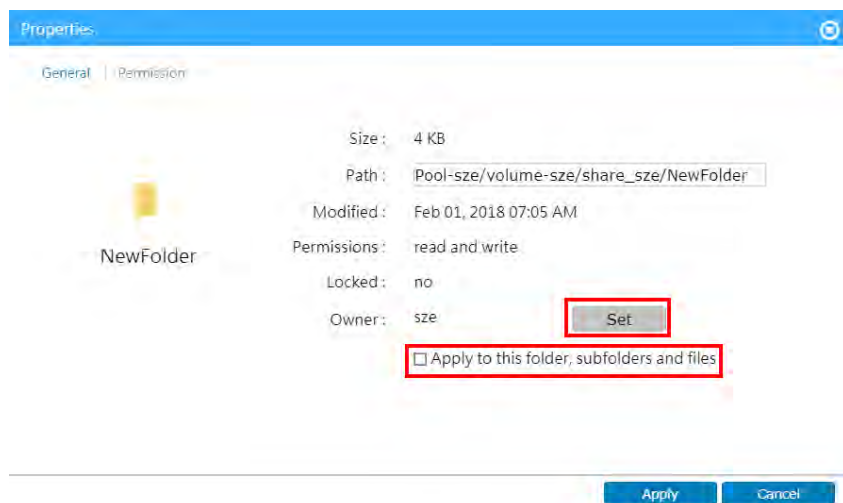 Properties
General | Permission
Size : 4 KB
Path : Pool-sze/volume-sze/share_sze/NewFolder
Modified : Feb 01, 2018 07:05 AM
NewFolder
Permissions : read and write
Locked : no
Owner : sze Set
Apply to this folder, subfolders and files
Apply Cancel